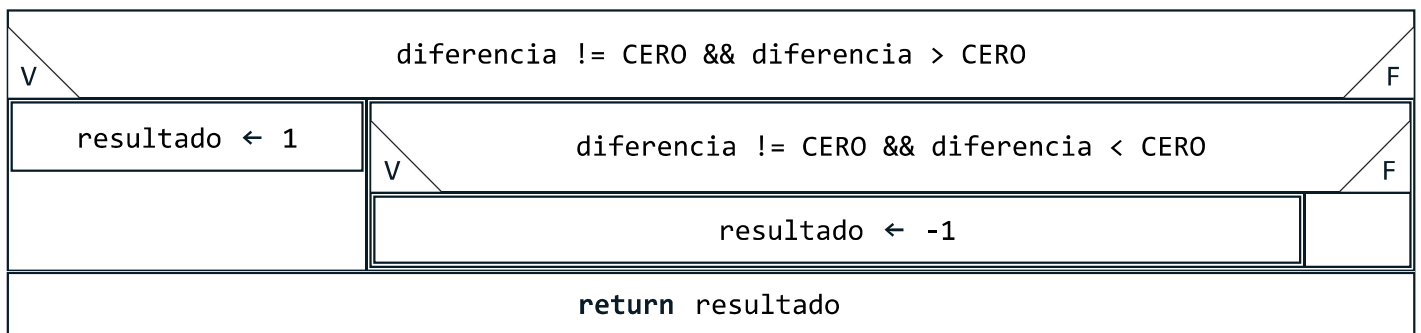 diferencia != CERO && diferencia > CERO
V
F
resultado ← 1
diferencia != CERO && diferencia < CERO
V
F
resultado ← -1
return resultado